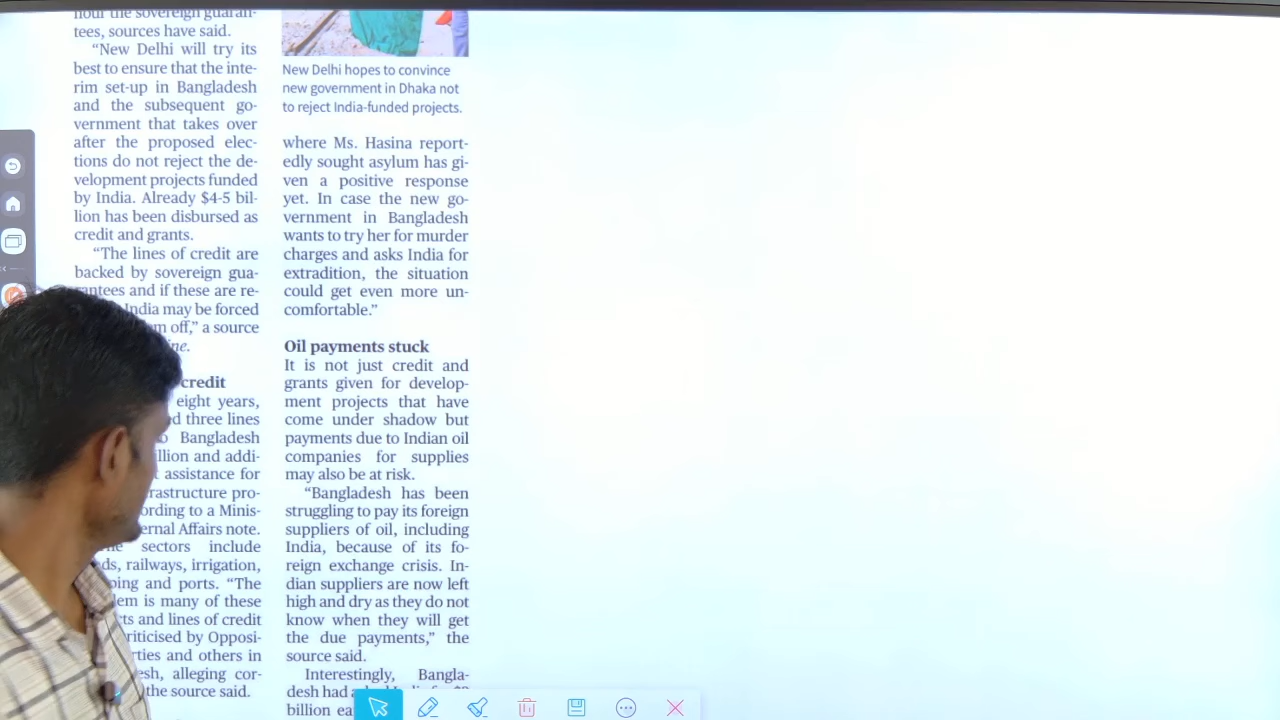 nour the sovereign guaran-
tees, sources have said.
“New Delhi will try its
best to ensure that the inte-
rim set-up in Bangladesh
and the subsequent go-
vernment that takes over
after the proposed elec-
tions do not reject the de-
velopment projects funded
by India. Already $4-5 bil-
lion has been disbursed as
credit and grants.
“The lines of credit are
backed by sovereign gua-
rantees and if these are re-
India may be forced
off,” a source
credit
eight years,
three lines
Bangladesh
and addi-
assistance for
pro-
to a Minis-
Affairs note.
sectors include
railways, irrigation,
and ports. “The
is many of these
and lines of credit
by Opposi-
and others in
alleging cor-
the source said.
New Delhi hopes to convince
new government in Dhaka not
to reject India-funded projects.
where Ms. Hasina report-
edly sought asylum has gi-
ven a positive response
yet. In case the new go-
vernment in Bangladesh
wants to try her for murder
charges and asks India for
extradition, the situation
could get even more un-
comfortable.”
Oil payments stuck
It is not just credit and
grants given for develop-
ment projects that have
come under shadow but
payments due to Indian oil
companies for supplies
may also be at risk.
“Bangladesh has been
struggling to pay its foreign
suppliers of oil, including
India, because of its fo-
reign exchange crisis. In-
dian suppliers are now left
high and dry as they do not
know when they will get
the due payments,” the
source said.
Interestingly, Bangla-
desh had
billion